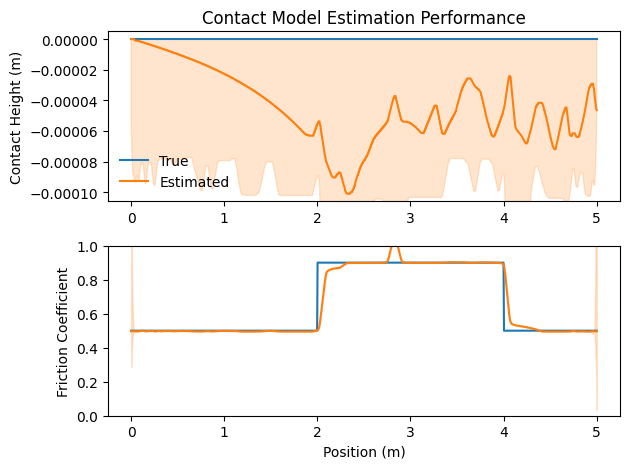 Contact Model Estimation Performance
Contact Height (m)
0.00000
−0.00002
−0.00004
−0.00006
−0.00008
−0.00010
True
Estimated
0 1 2 3 4 5
Friction Coefficient
1.0
0.8
0.6
0.4
0.2
0.0
0 1 2 3 4 5
Position (m)